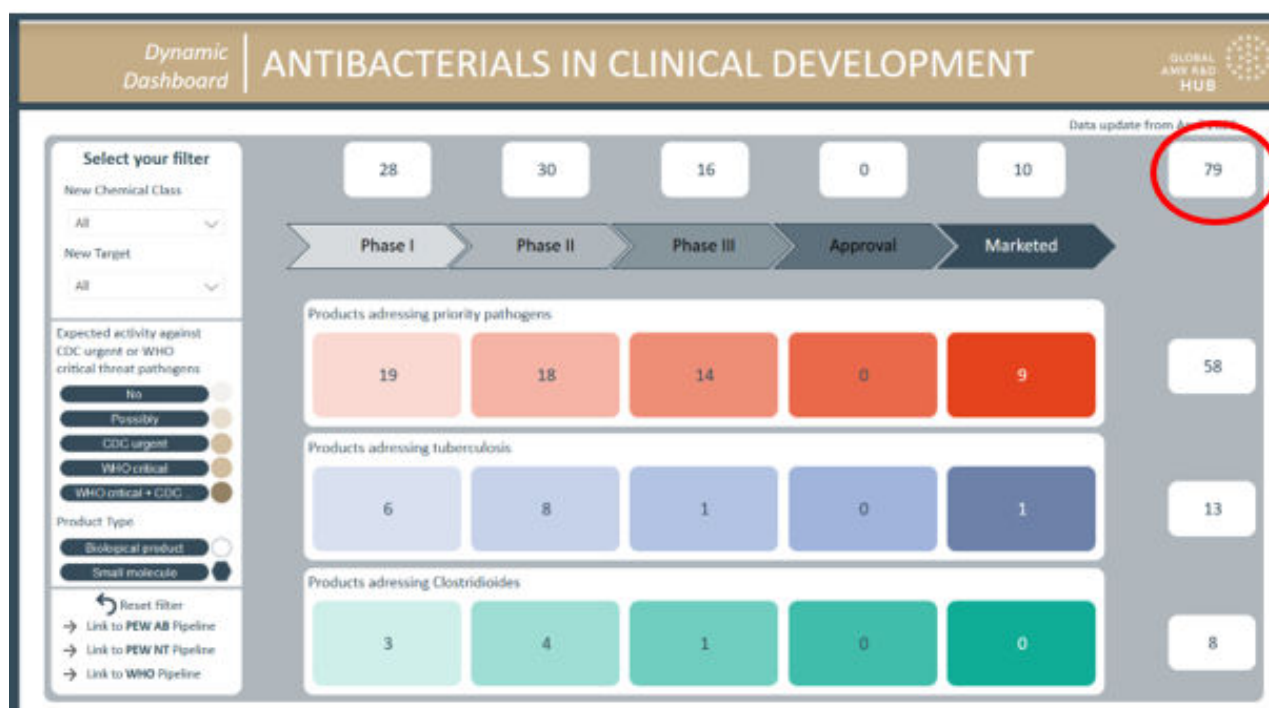 Dynamic
Dashboard
ANTIBACTERIALS IN CLINICAL DEVELOPMENT
GLOBAL
AMR R&D
HUB
Data update from
Select your filter
New Chemical Class
All
New Target
All
Expected activity against
CDC urgent or WHO
critical threat pathogens
No
Possibly
CDC urgent
WHO critical
WHO critical + CDC
Product Type
Biological product
Small molecule
Reset filter
Link to PEW AB Pipeline
Link to PEW NT Pipeline
Link to WHO Pipeline
28 30 16 0 10 79
Phase I Phase II Phase III Approval Marketed
Products adressing priority pathogens
19 18 14 0 9 58
Products adressing tuberculosis
6 8 1 0 1 13
Products adressing Clostridioides
3 4 1 0 0 8